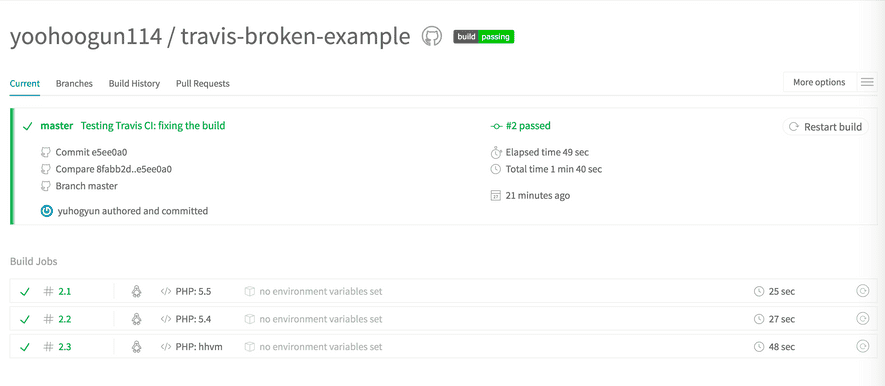 yoohoogun114 / travis-broken-example build passing
Current Branches Build History Pull Requests More options
master Testing Travis CI: fixing the build #2 passed Restart build
Commit e5ee0a0 Elapsed time 49 sec
Compare 8fabb2d..e5ee0a0 Total time 1 min 40 sec
Branch master 21 minutes ago
yuhogyun authored and committed
Build Jobs
# 2.1 </> PHP: 5.5 no environment variables set 25 sec
# 2.2 </> PHP: 5.4 no environment variables set 27 sec
# 2.3 </> PHP: hhvm no environment variables set 48 sec